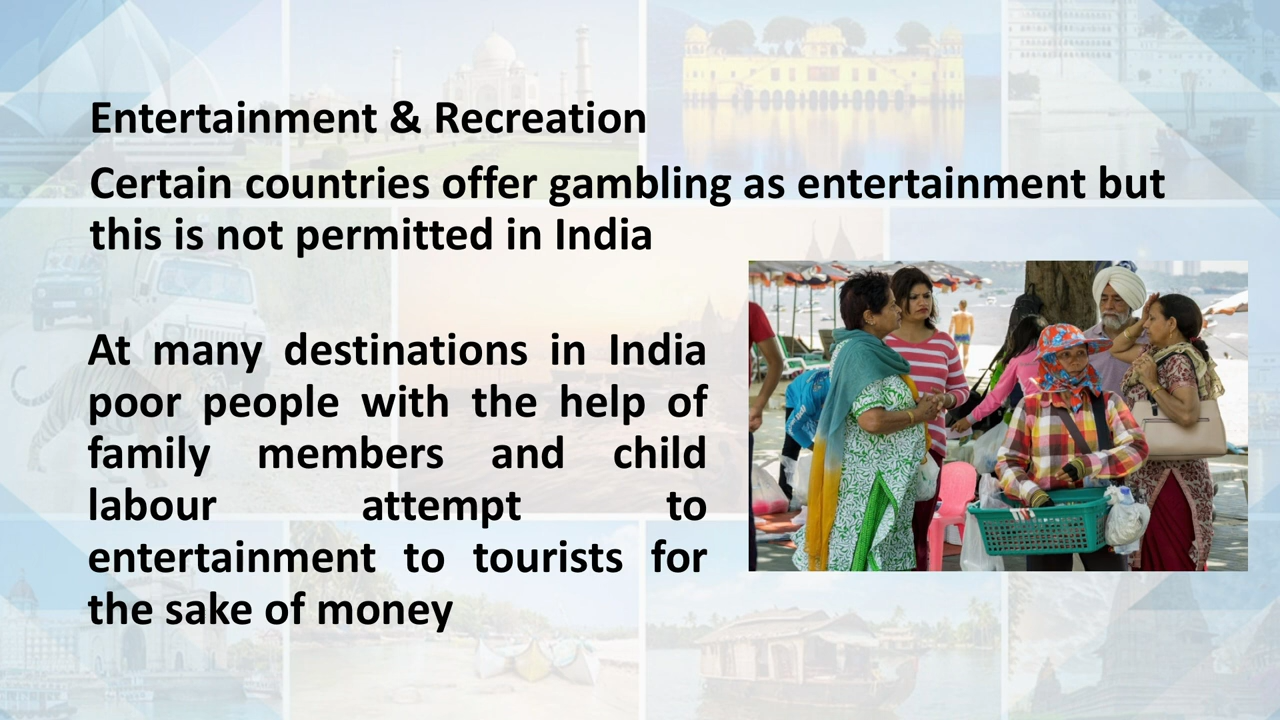 Entertainment & Recreation
Certain countries offer gambling as entertainment but
this is not permitted in India
At many destinations in India
poor people with the help of
family members and child
labour attempt to
entertainment to tourists for
the sake of money